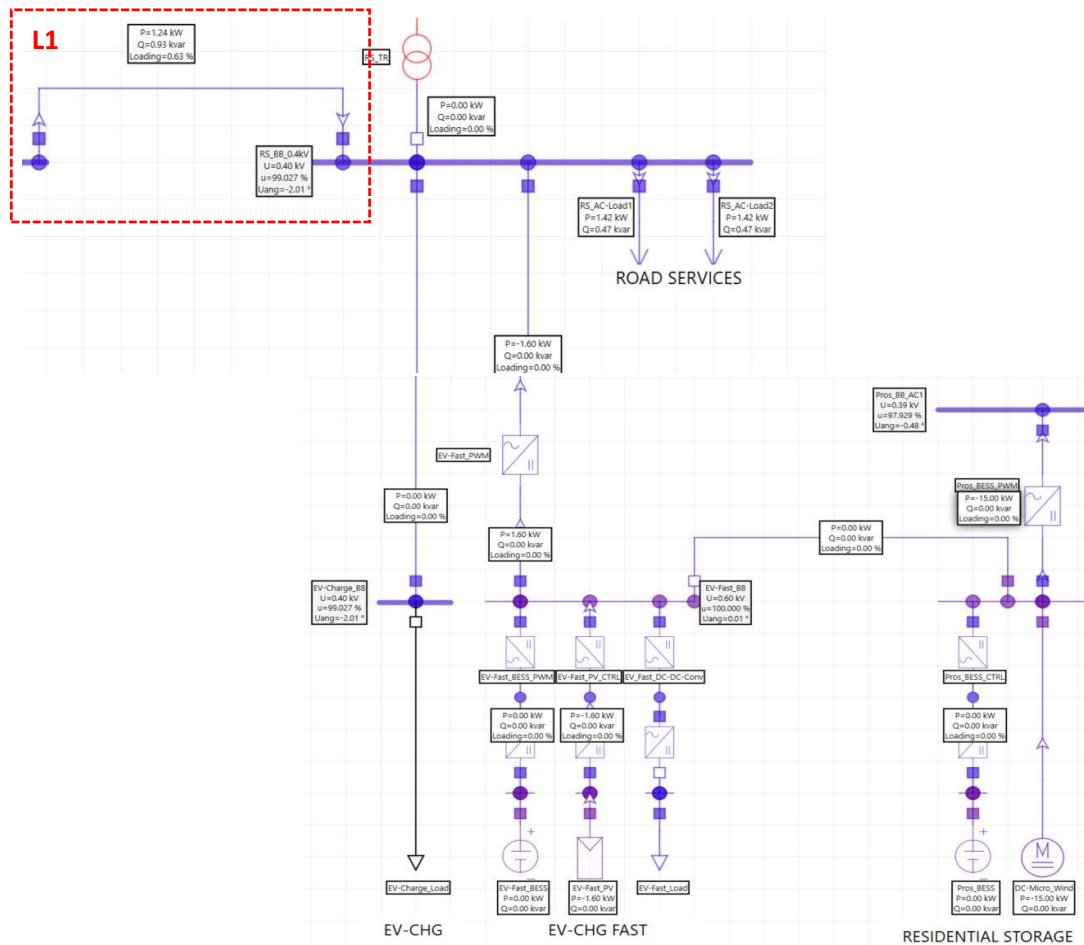 L1
P=1.24 kW
Q=0.93 kvar
Loading=0.63 %
RS_TR
P=0.00 kW
Q=0.00 kvar
Loading=0.00 %
RS_BB_0.4kV
U=0.40 kV
u=99.027 %
Uang=-2.01 °
RS_AC-Load1
P=1.42 kW
Q=0.47 kvar
RS_AC-Load2
P=1.42 kW
Q=0.47 kvar
ROAD SERVICES
P=-1.60 kW
Q=0.00 kvar
Loading=0.00 %
Pros_BB_AC1
U=0.39 kV
u=97.929 %
Uang=-0.48 °
EV-Fast_PWM
P=0.00 kW
Q=0.00 kvar
Loading=0.00 %
Pros_BESS_PWM
P=-15.00 kW
Q=0.00 kvar
Loading=0.00 %
P=1.60 kW
Q=0.00 kvar
Loading=0.00 %
P=0.00 kW
Q=0.00 kvar
Loading=0.00 %
EV-Charge_BB
U=0.40 kV
u=99.027 %
Uang=-2.01 °
EV-Fast_BB
U=0.60 kV
u=100.000 %
Uang=0.01 °
EV-Fast_BESS_PWM
EV-Fast_PV_CTRL
EV_Fast_DC-DC-Conv
Pros_BESS_CTRL
P=0.00 kW
Q=0.00 kvar
Loading=0.00 %
P=-1.60 kW
Q=0.00 kvar
Loading=0.00 %
P=0.00 kW
Q=0.00 kvar
Loading=0.00 %
+
+
M
EV-Charge_Load
EV-Fast_BESS
P=0.00 kW
Q=0.00 kvar
EV-Fast_PV
P=-1.60 kW
Q=0.00 kvar
EV-Fast_Load
Pros_BESS
P=0.00 kW
Q=0.00 kvar
DC-Micro_Wind
P=-15.00 kW
Q=0.00 kvar
EV-CHG
EV-CHG FAST
RESIDENTIAL STORAGE